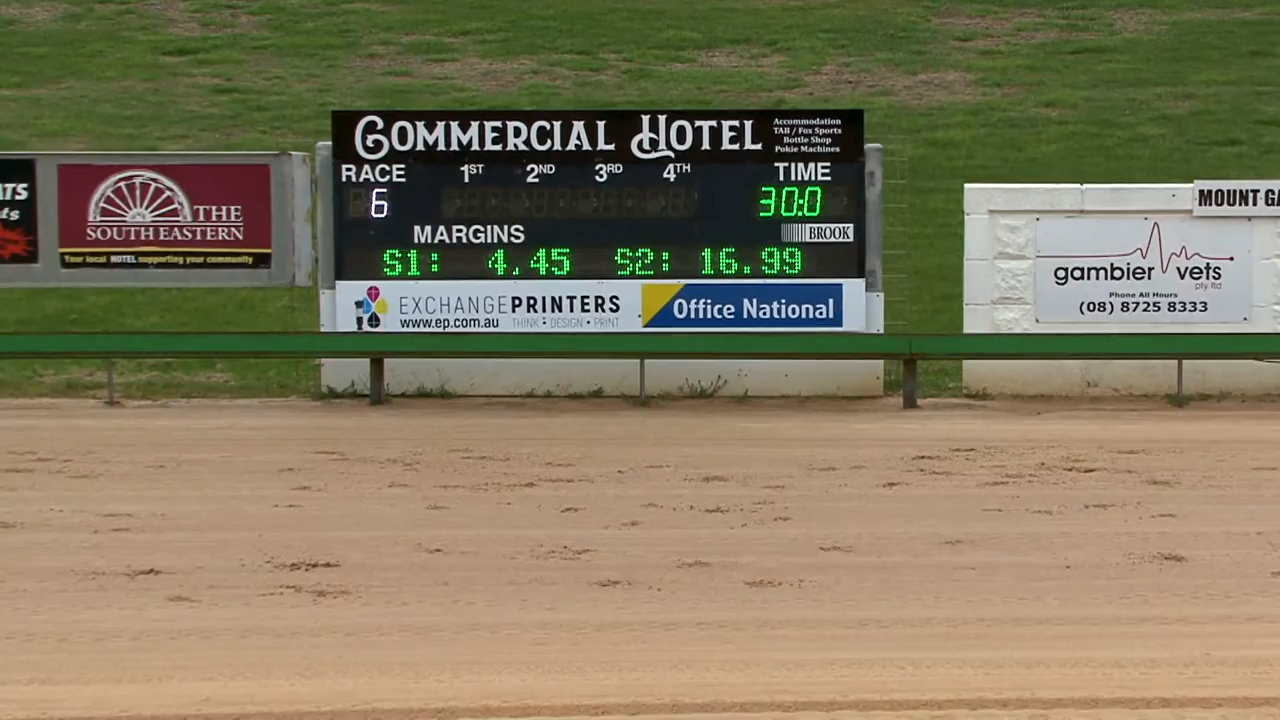 COMMERCIAL HOTEL
Accommodation
TAB / Fox Sports
Bottle Shop
Pokie Machines
RACE 1ST 2ND 3RD 4TH TIME
6 30:0
MARGINS BROOK
S1: 4.45 S2: 16.99
EXCHANGEPRINTERS
www.ep.com.au THINK • DESIGN • PRINT
Office National
THE
SOUTH EASTERN
Your local HOTEL supporting your community
gambier vets
pty ltd
Phone All Hours
(08) 8725 8333
MOUNT GA